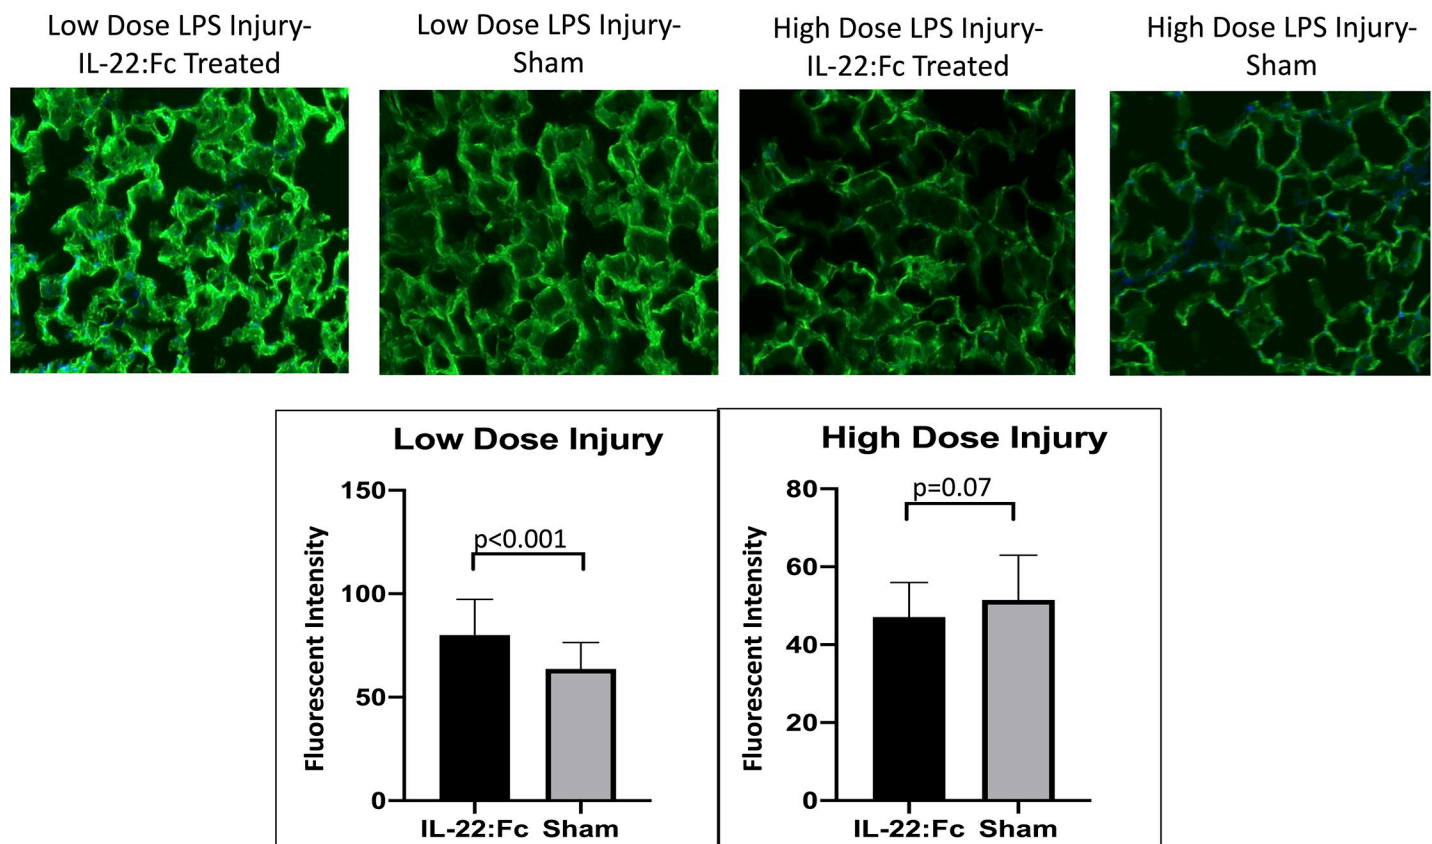 Low Dose LPS Injury-
IL-22:Fc Treated
Low Dose LPS Injury-
Sham
High Dose LPS Injury-
IL-22:Fc Treated
High Dose LPS Injury-
Sham
Low Dose Injury
150
100
50
0
Fluorescent Intensity
p<0.001
IL-22:Fc
Sham
High Dose Injury
80
60
40
20
0
Fluorescent Intensity
p=0.07
IL-22:Fc
Sham